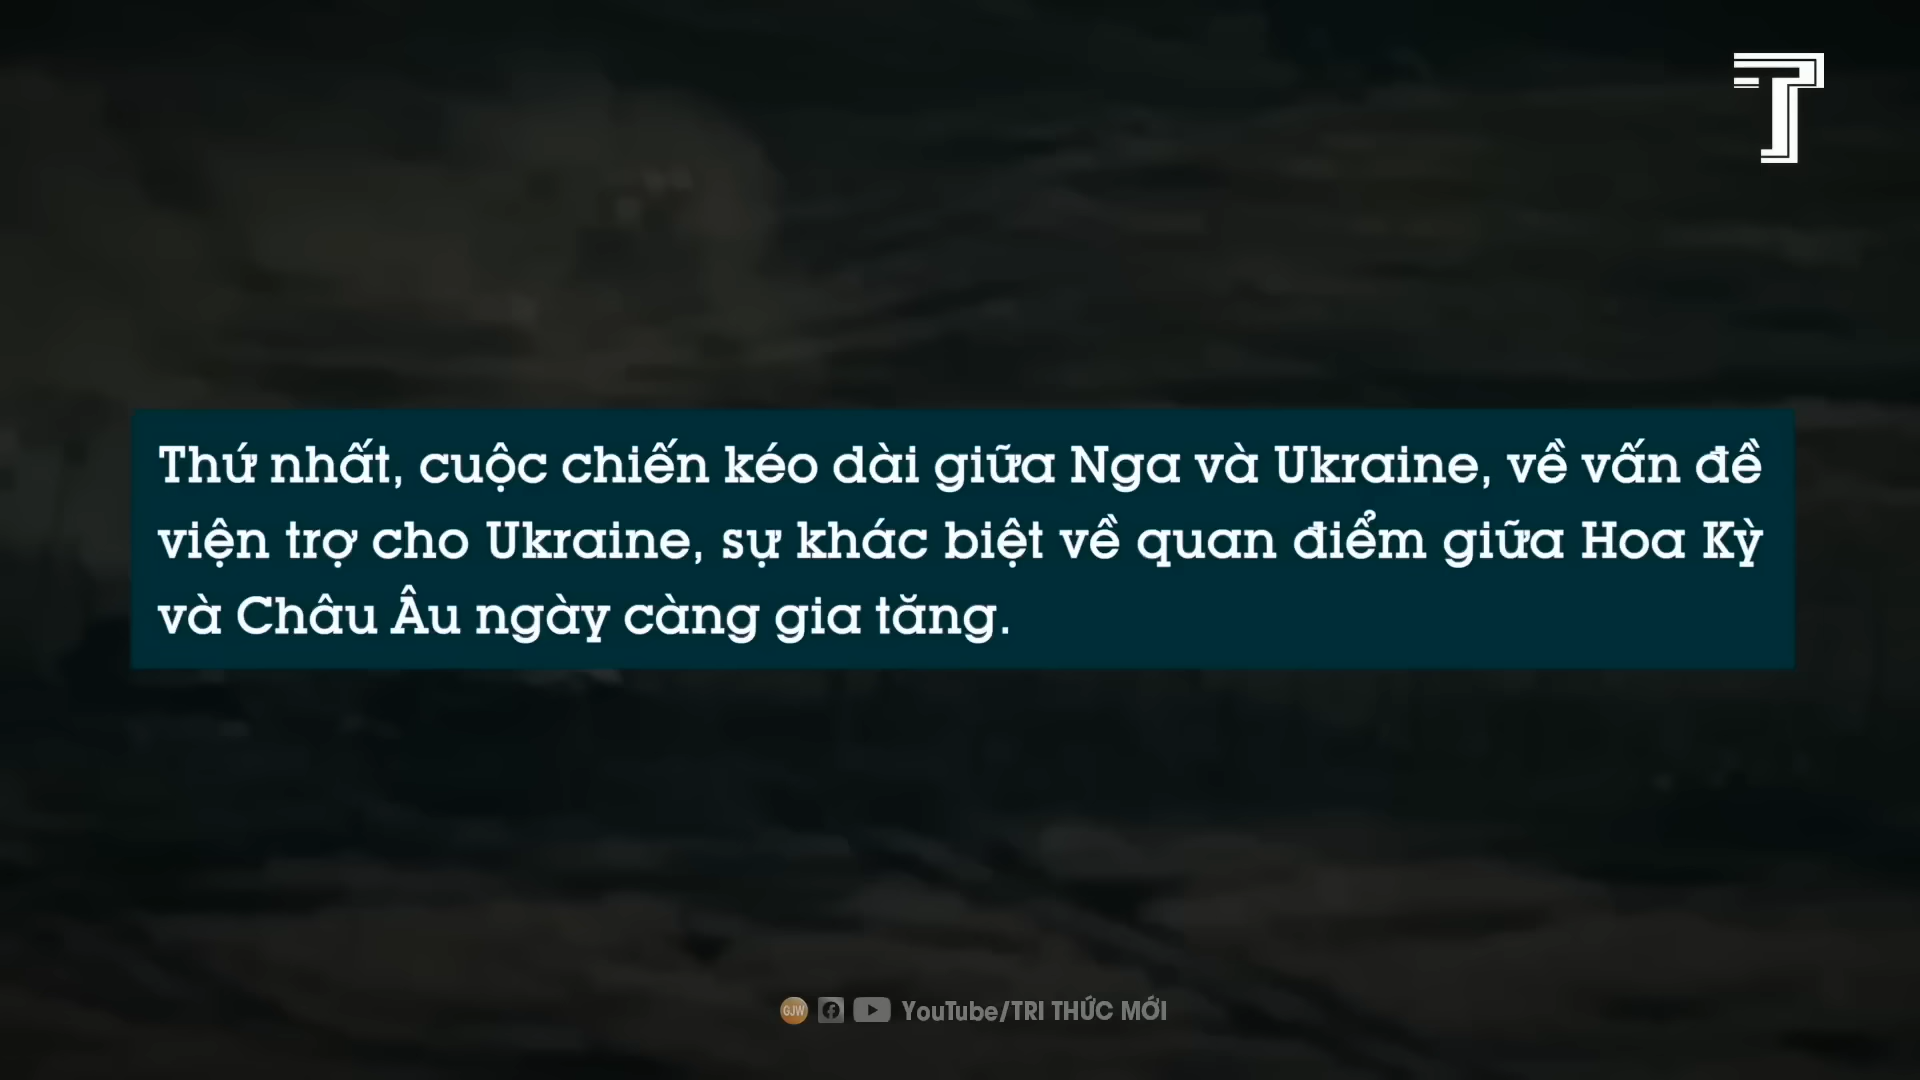 T
Thứ nhất, cuộc chiến kéo dài giữa Nga và Ukraine, về vấn đề
viện trợ cho Ukraine, sự khác biệt về quan điểm giữa Hoa Kỳ
và Châu Âu ngày càng gia tăng.
GJW YouTube/TRI THỨC MỚI